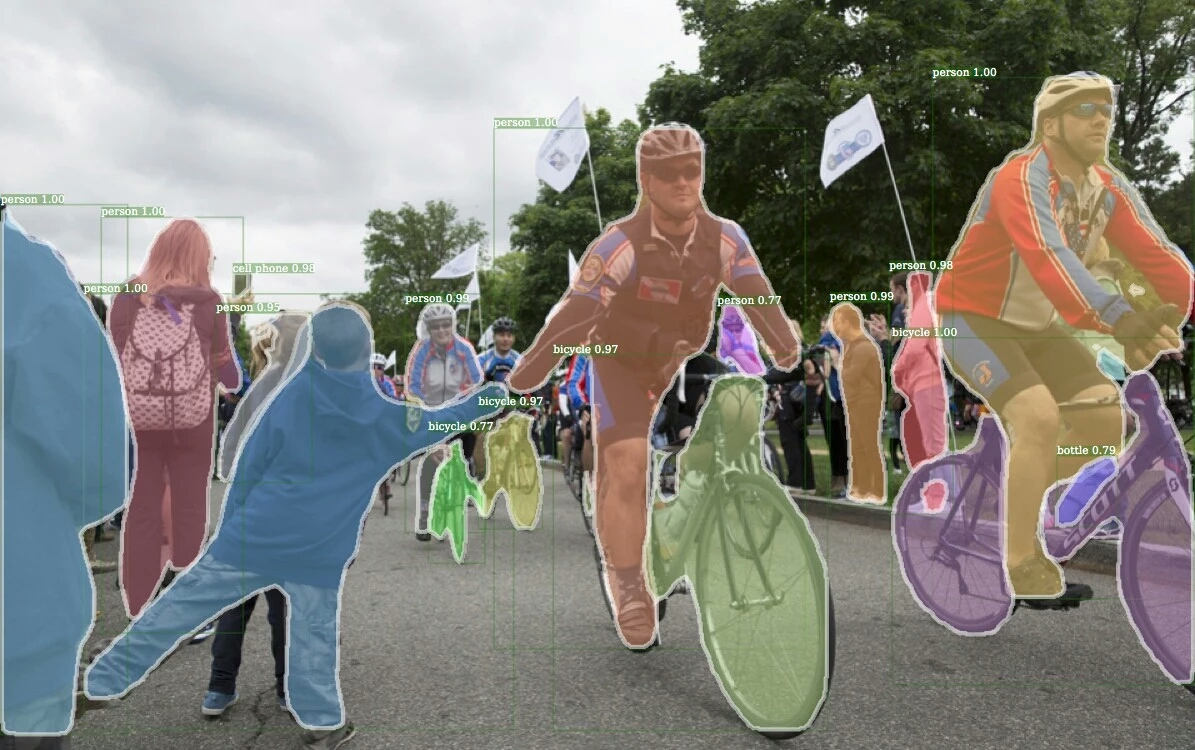 person 1.00
person 1.00
person 1.00
person 1.00
cell phone 0.98
person 0.98
person 1.00
person 0.95
person 0.99
person 0.77
person 0.99
bicycle 1.00
bicycle 0.97
bicycle 0.97
bicycle 0.77
bottle 0.79
SCOTT